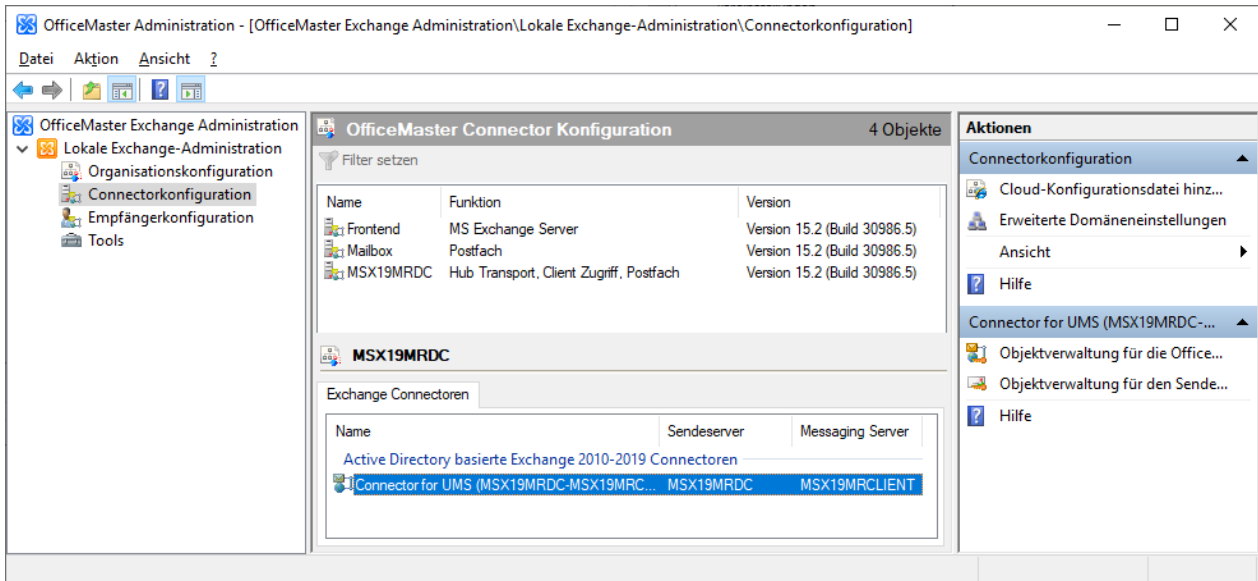 OfficeMaster Administration - [OfficeMaster Exchange Administration\Lokale Exchange-Administration\Connectorkonfiguration]
Datei Aktion Ansicht ?
OfficeMaster Exchange Administration
Lokale Exchange-Administration
Organisationskonfiguration
Connectorkonfiguration
Empfängerkonfiguration
Tools
OfficeMaster Connector Konfiguration 4 Objekte
Filter setzen
Name Funktion Version
Frontend MS Exchange Server Version 15.2 (Build 30986.5)
Mailbox Postfach Version 15.2 (Build 30986.5)
MSX19MRDC Hub Transport, Client Zugriff, Postfach Version 15.2 (Build 30986.5)
MSX19MRDC
Exchange Connectoren
Name Sendeserver Messaging Server
Active Directory basierte Exchange 2010-2019 Connectoren
Connector for UMS (MSX19MRDC-MSX19MRC... MSX19MRDC MSX19MRCLIENT
Aktionen
Connectorkonfiguration
Cloud-Konfigurationsdatei hinz...
Erweiterte Domäneneinstellungen
Ansicht
Hilfe
Connector for UMS (MSX19MRDC-...
Objektverwaltung für die Office...
Objektverwaltung für den Sende...
Hilfe